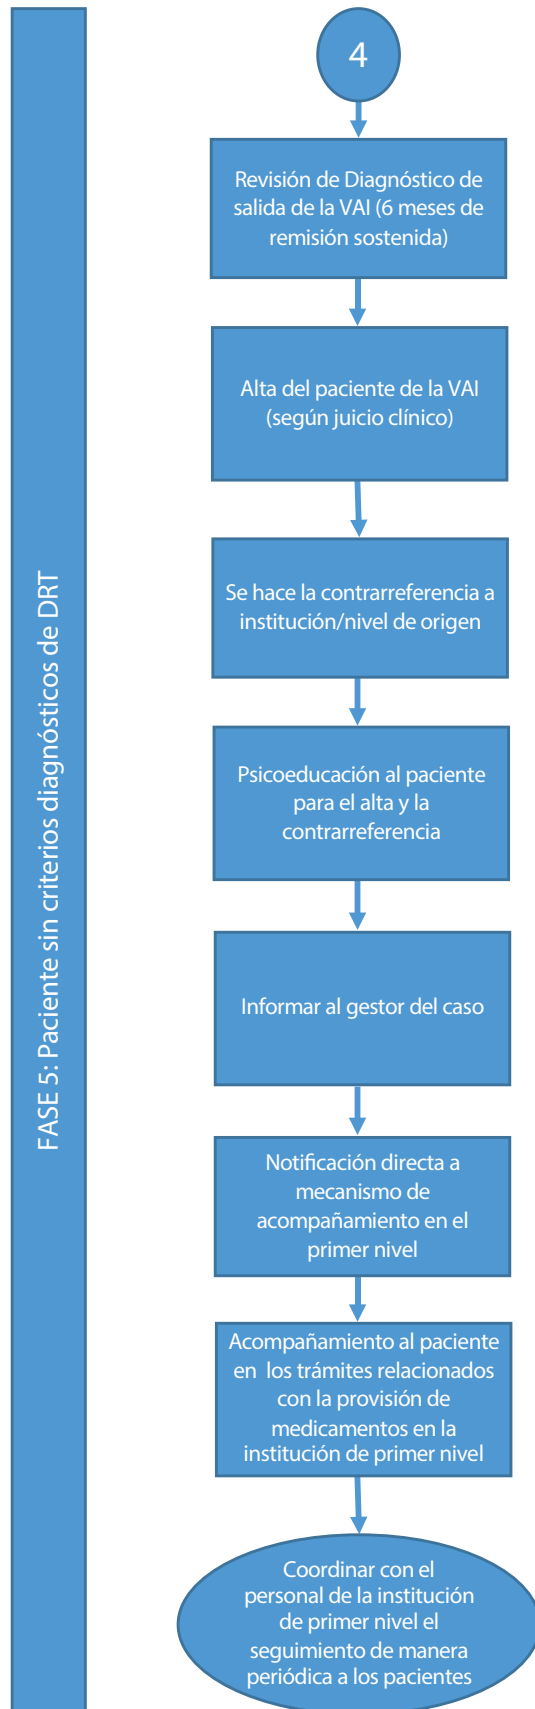 FASE 5: Paciente sin criterios diagnósticos de DRT
4
Revisión de Diagnóstico de
salida de la VAI (6 meses de
remisión sostenida)
Alta del paciente de la VAI
(según juicio clínico)
Se hace la contrarreferencia a
institución/nivel de origen
Psicoeducación al paciente
para el alta y la
contrarreferencia
Informar al gestor del caso
Notificación directa a
mecanismo de
acompañamiento en el
primer nivel
Acompañamiento al paciente
en los trámites relacionados
con la provisión de
medicamentos en la
institución de primer nivel
Coordinar con el
personal de la institución
de primer nivel el
seguimiento de manera
periódica a los pacientes